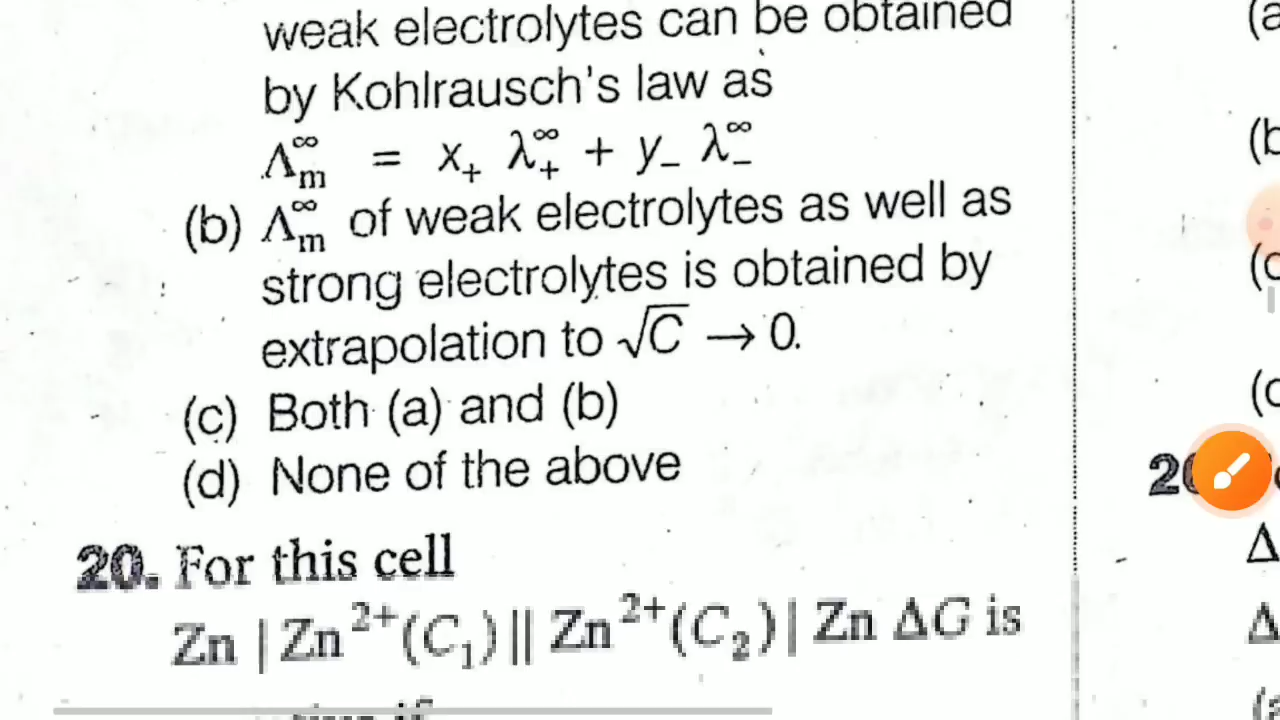 weak electrolytes can be obtained
by Kohlrausch's law as
Λ∞m = x+ λ∞+ + y− λ∞−
(b) Λ∞m of weak electrolytes as well as
strong electrolytes is obtained by
extrapolation to √C → 0.
(c) Both (a) and (b)
(d) None of the above
20. For this cell
Zn | Zn²⁺(C₁) || Zn²⁺(C₂) | Zn ΔG is
if
(a
(b
Δ
Δ